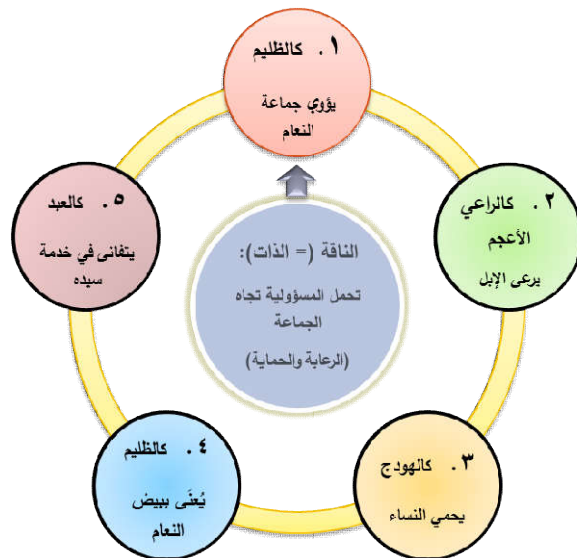 ١. كالظليم
يؤوي جماعة
النعام
٢. كالراعي
الأعجم
يرعى الإبل
٣. كالهودج
يحمي النساء
٤. كالظليم
يُعنَى ببيض
النعام
٥. كالعبد
يتفانى في خدمة
سيده
الناقة (= الذات):
تحمل المسؤولية تجاه
الجماعة
(الرعاية والحماية)